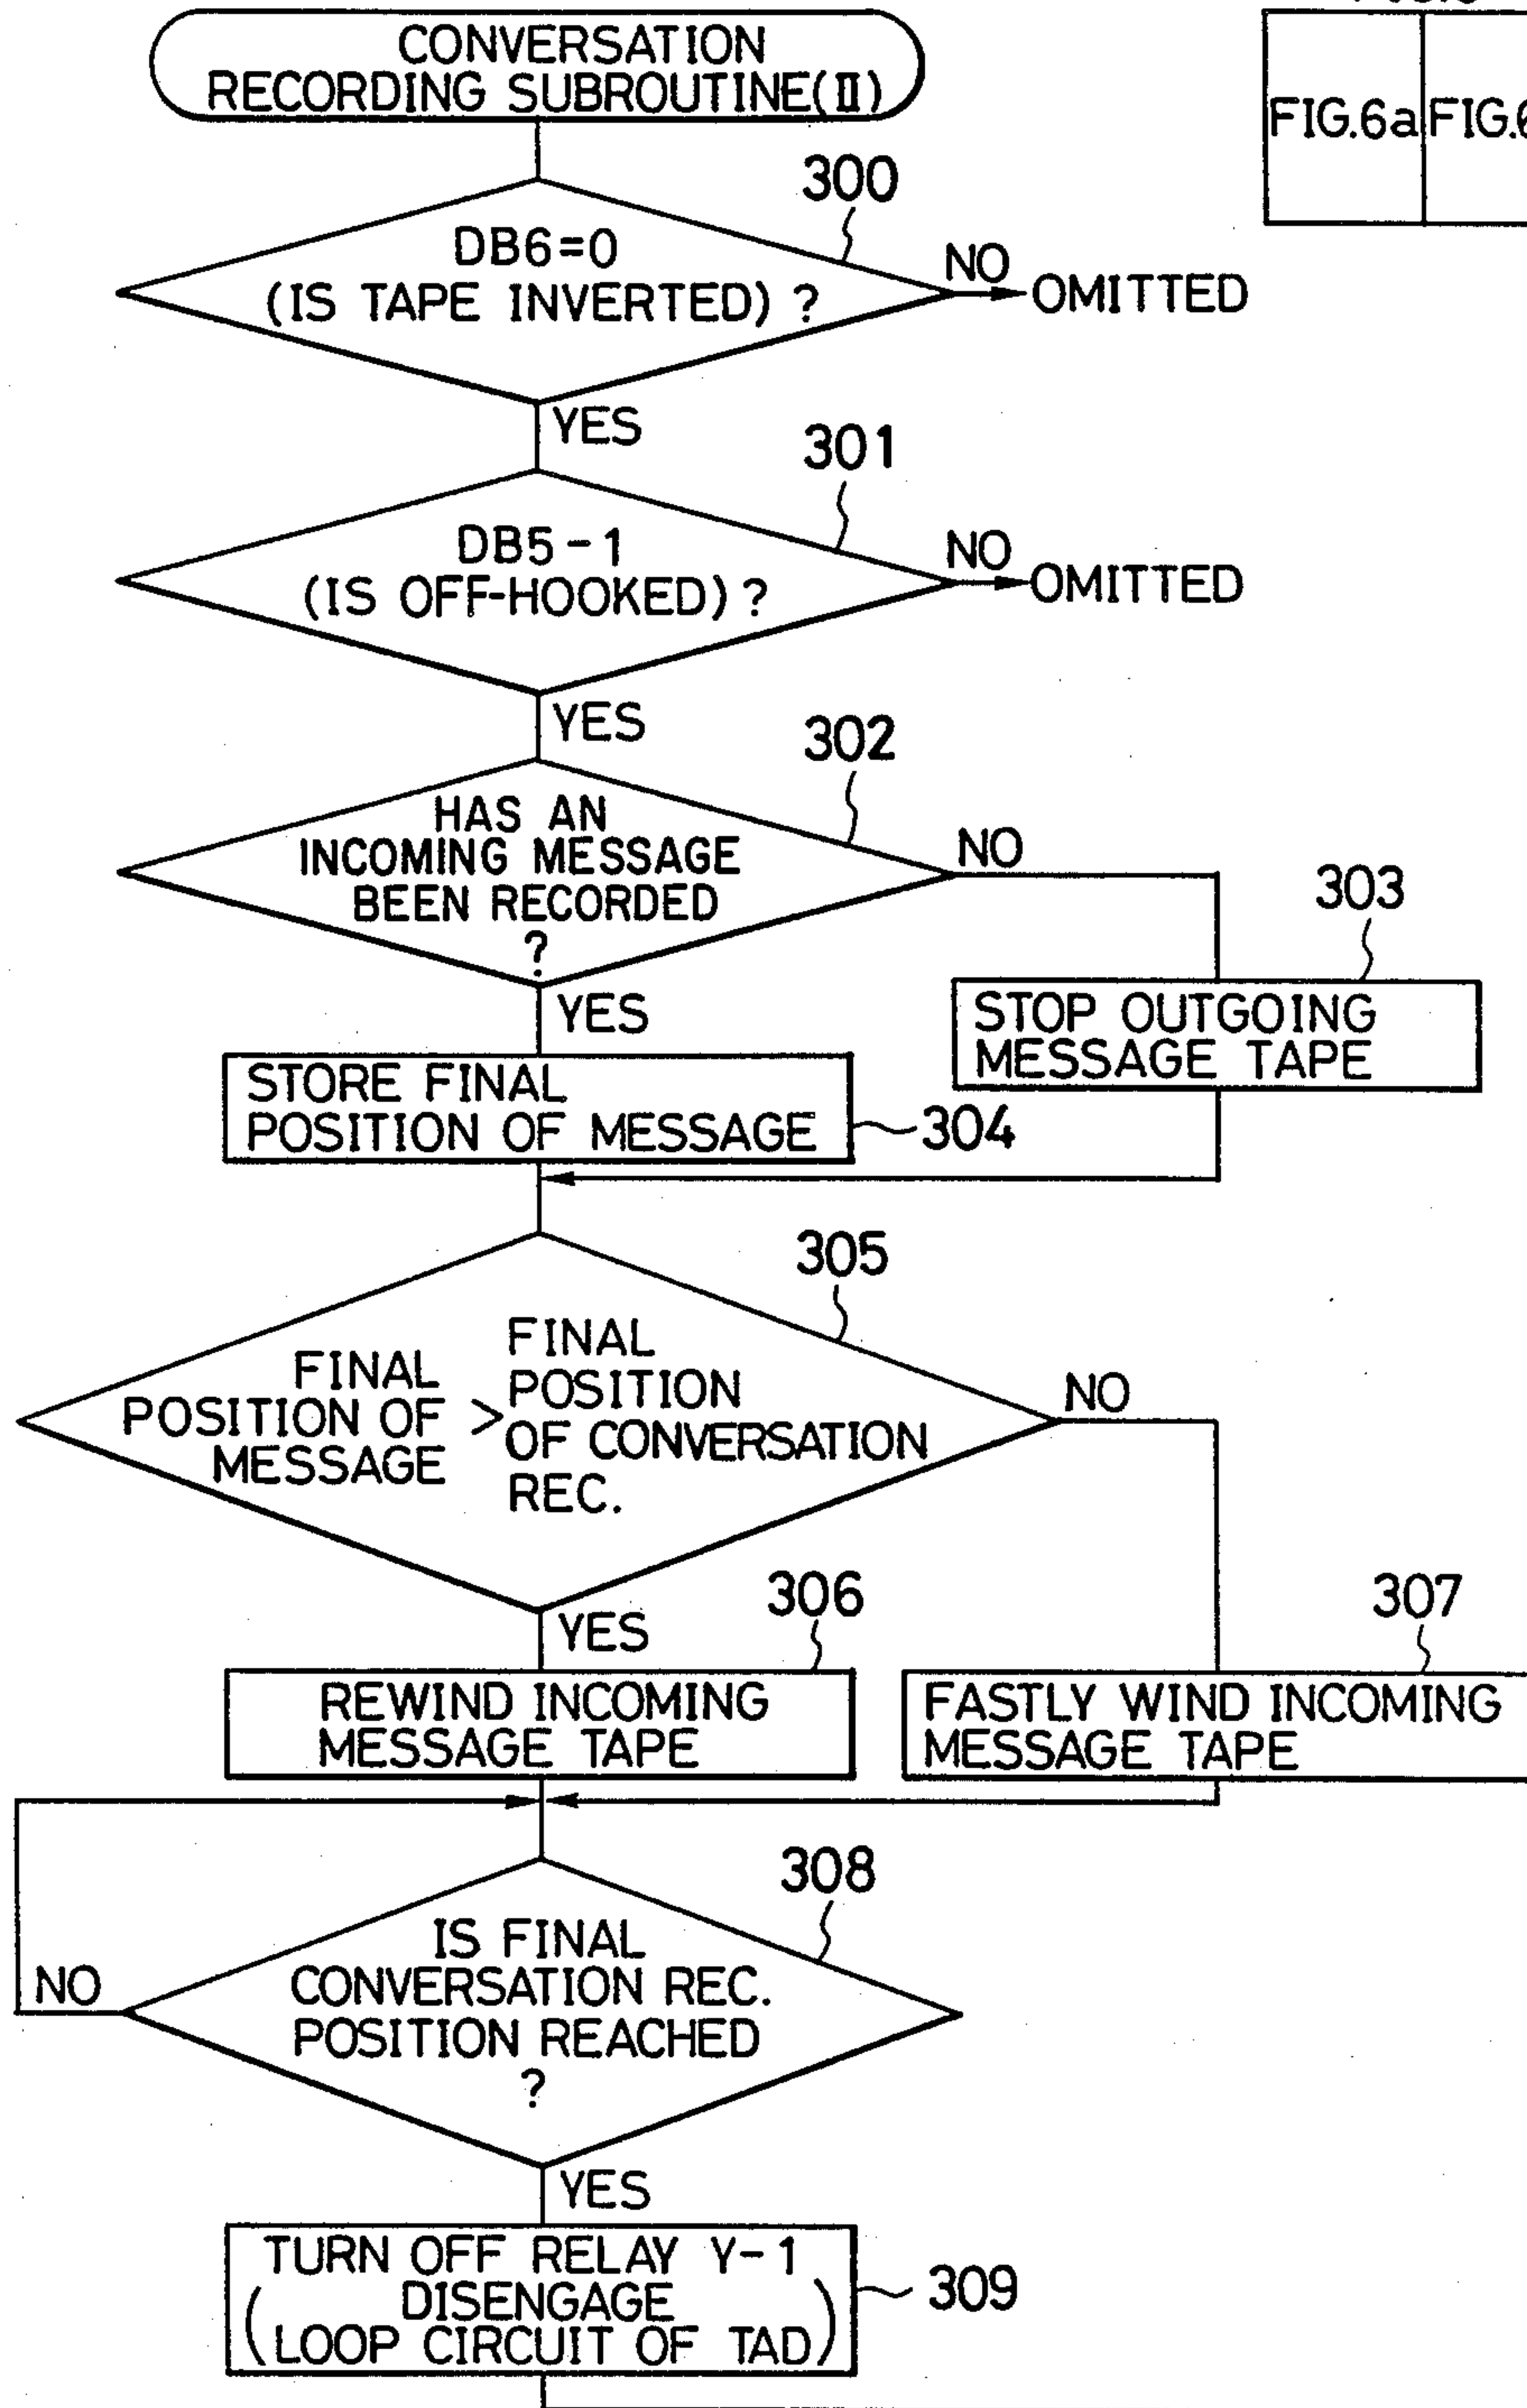 CONVERSATION
RECORDING SUBROUTINE(II)
FIG.6a
300
DB6=0
(IS TAPE INVERTED) ?
NO
OMITTED
YES
301
DB5-1
(IS OFF-HOOKED) ?
NO
OMITTED
YES
302
HAS AN
INCOMING MESSAGE
BEEN RECORDED
?
NO
303
YES
STOP OUTGOING
MESSAGE TAPE
STORE FINAL
POSITION OF MESSAGE
304
305
FINAL
POSITION OF
MESSAGE
>
FINAL
POSITION
OF CONVERSATION
REC.
NO
YES
306
307
REWIND INCOMING
MESSAGE TAPE
FASTLY WIND INCOMING
MESSAGE TAPE
308
IS FINAL
CONVERSATION REC.
POSITION REACHED
?
NO
YES
TURN OFF RELAY Y-1
(DISENGAGE
LOOP CIRCUIT OF TAD)
309